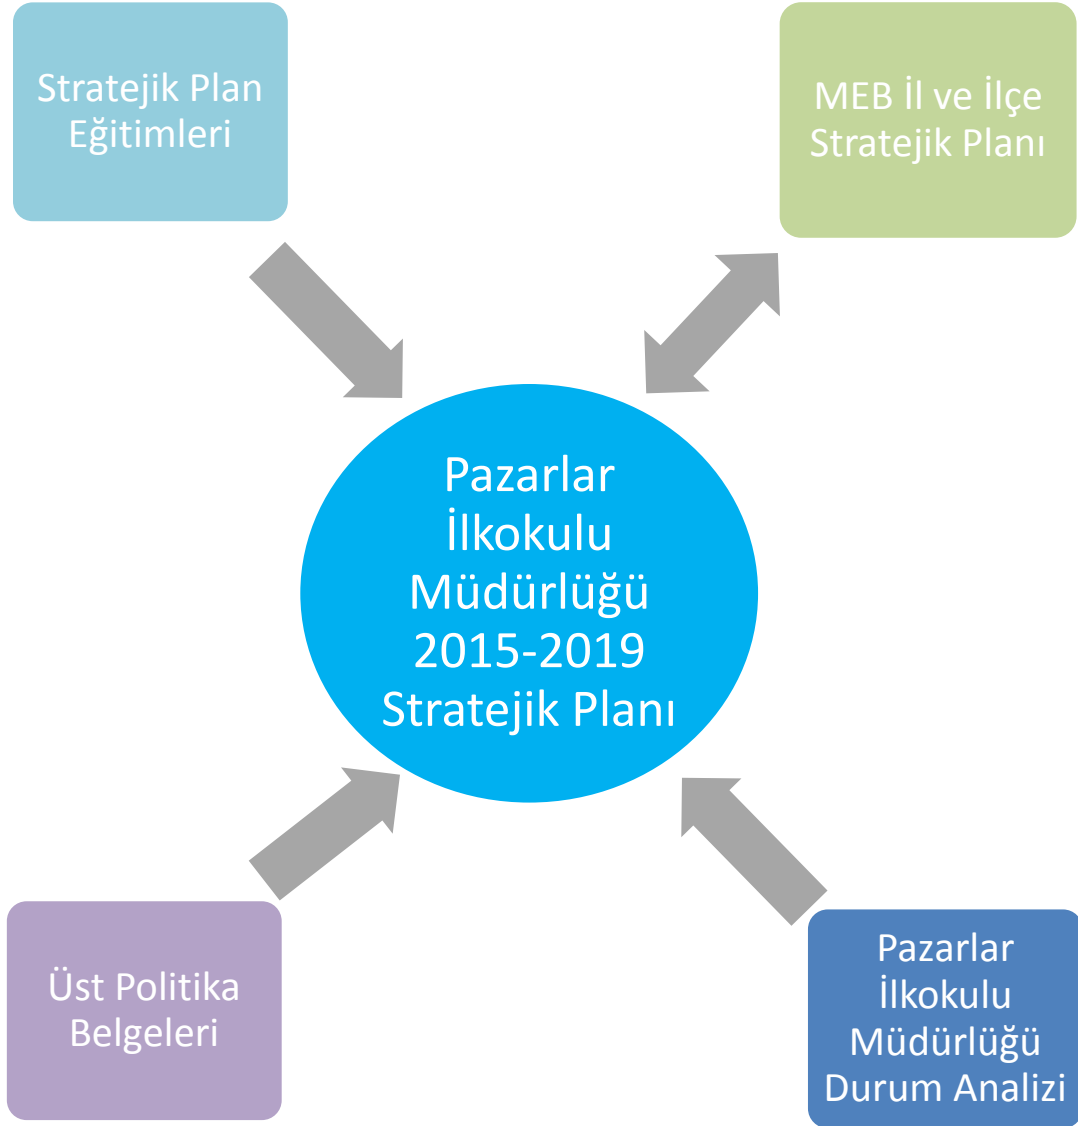 Stratejik Plan
Eğitimleri
MEB İl ve İlçe
Stratejik Planı
Pazarlar
İlkokulu
Müdürlüğü
2015-2019
Stratejik Planı
Üst Politika
Belgeleri
Pazarlar
İlkokulu
Müdürlüğü
Durum Analizi